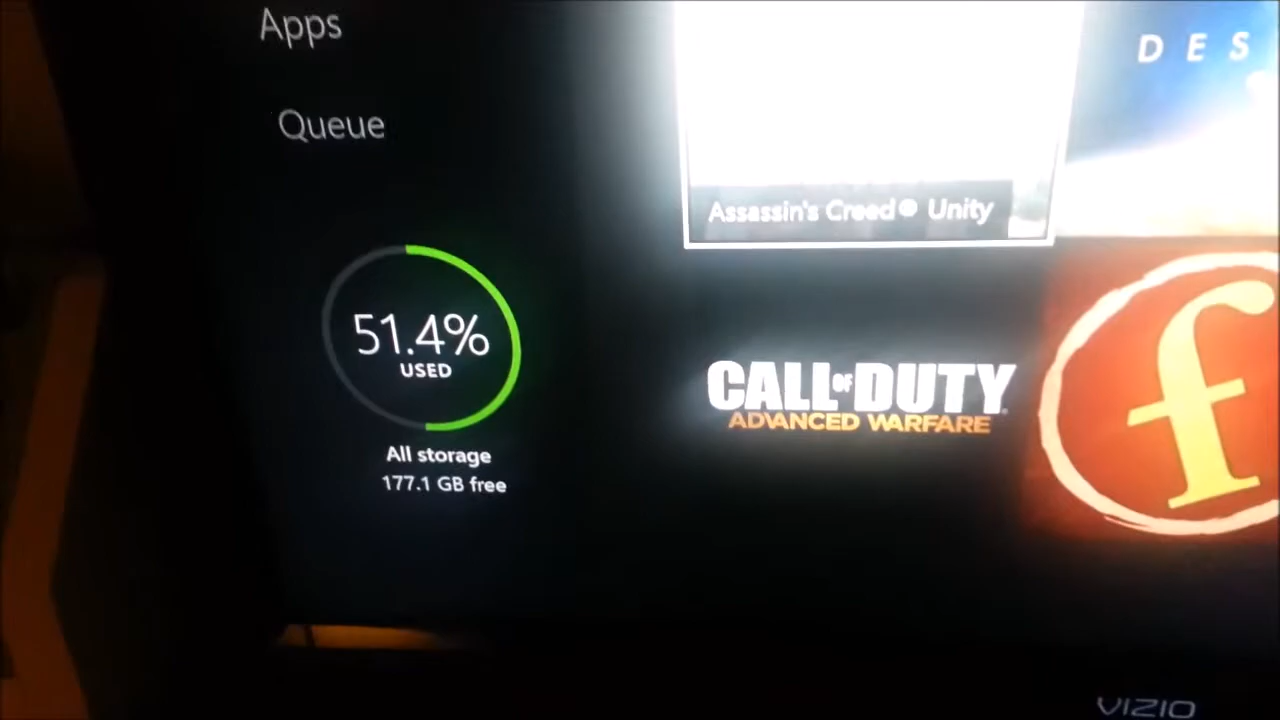 Apps
Queue
51.4%
USED
All storage
177.1 GB free
DES
Assassin's Creed® Unity
CALL OF DUTY
ADVANCED WARFARE
f
VIZIO